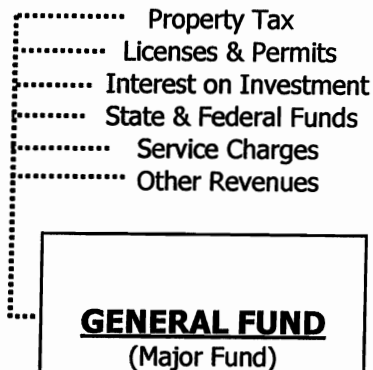 Property Tax
Licenses & Permits
Interest on Investment
State & Federal Funds
Service Charges
Other Revenues
GENERAL FUND
(Major Fund)